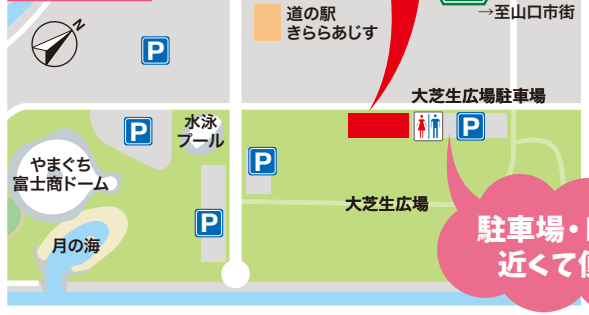 N
道の駅
きららあじす
→至山口市街
P
大芝生広場駐車場
P
水泳
プール
P
P
やまぐち
富士商ドーム
大芝生広場
P
月の海
駐車場・
近くて